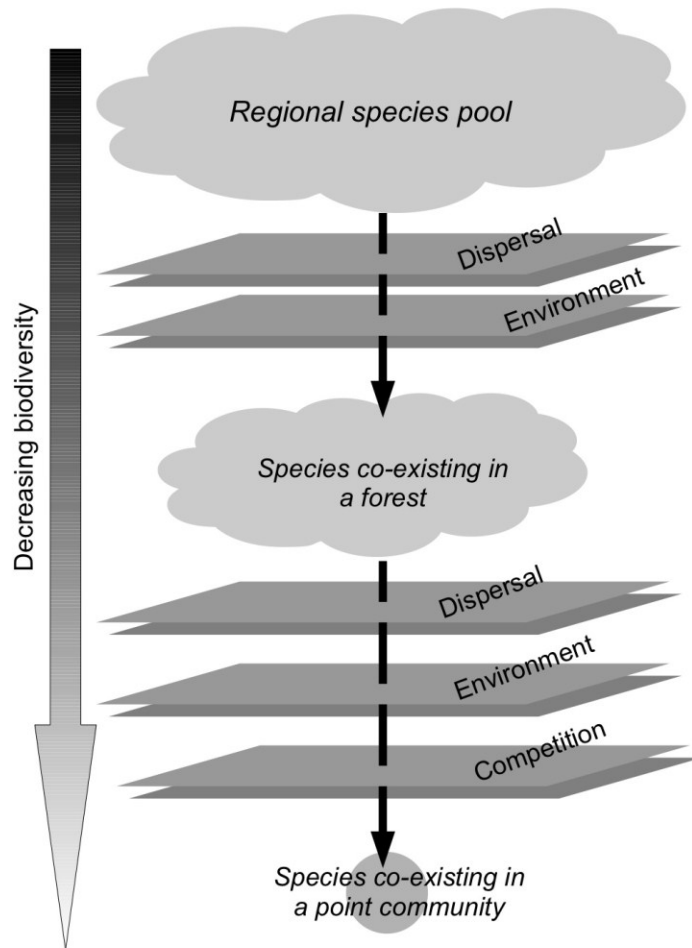 Regional species pool
Dispersal
Environment
Decreasing biodiversity
Species co-existing in
a forest
Dispersal
Environment
Competition
Species co-existing in
a point community